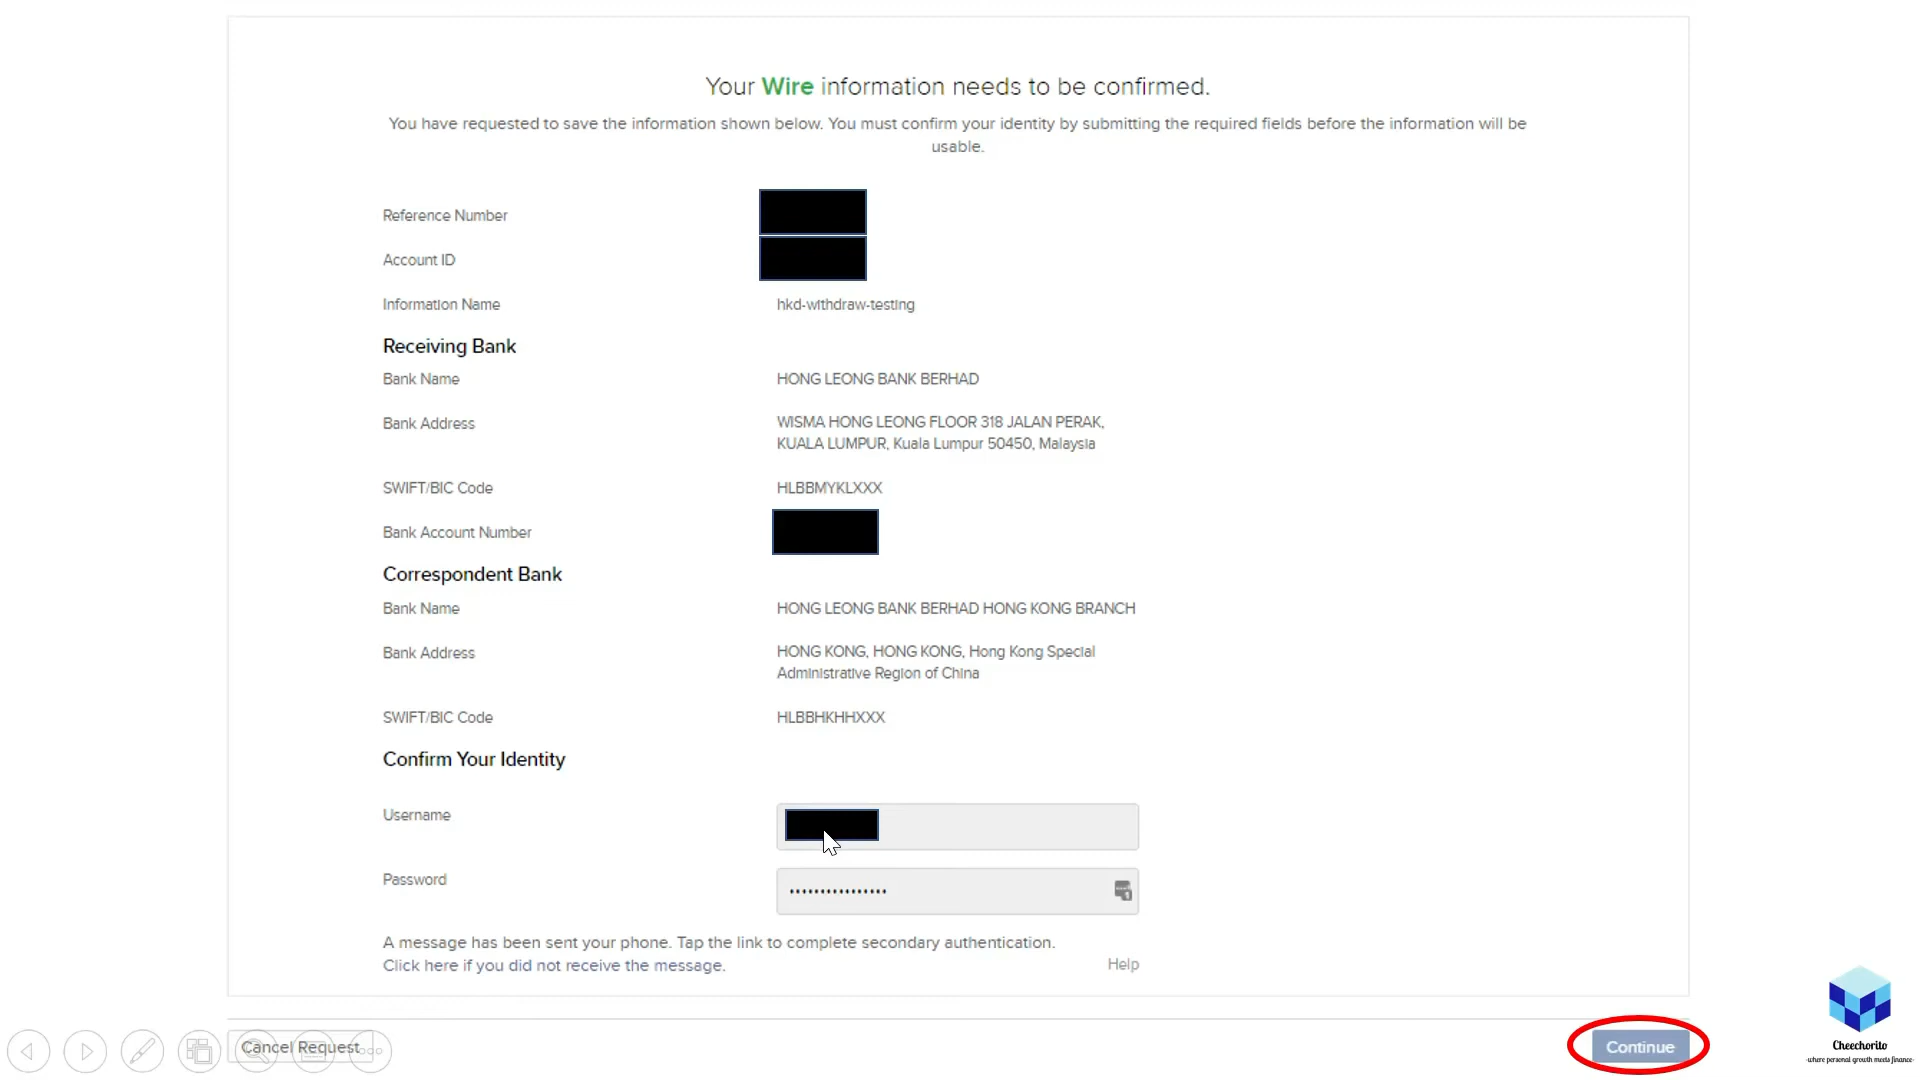 Your Wire information needs to be confirmed.
You have requested to save the information shown below. You must confirm your identity by submitting the required fields before the information will be
usable.
Reference Number
Account ID
Information Name hkd-withdraw-testing
Receiving Bank
Bank Name HONG LEONG BANK BERHAD
Bank Address WISMA HONG LEONG FLOOR 318 JALAN PERAK,
KUALA LUMPUR, Kuala Lumpur 50450, Malaysia
SWIFT/BIC Code HLBBMYKLXXX
Bank Account Number
Correspondent Bank
Bank Name HONG LEONG BANK BERHAD HONG KONG BRANCH
Bank Address HONG KONG, HONG KONG, Hong Kong Special
Administrative Region of China
SWIFT/BIC Code HLBBHKHHXXX
Confirm Your Identity
Username
Password ••••••••••••••••
A message has been sent your phone. Tap the link to complete secondary authentication.
Click here if you did not receive the message. Help
Cancel Request Continue
Cheechorito
-where personal growth meets finance-